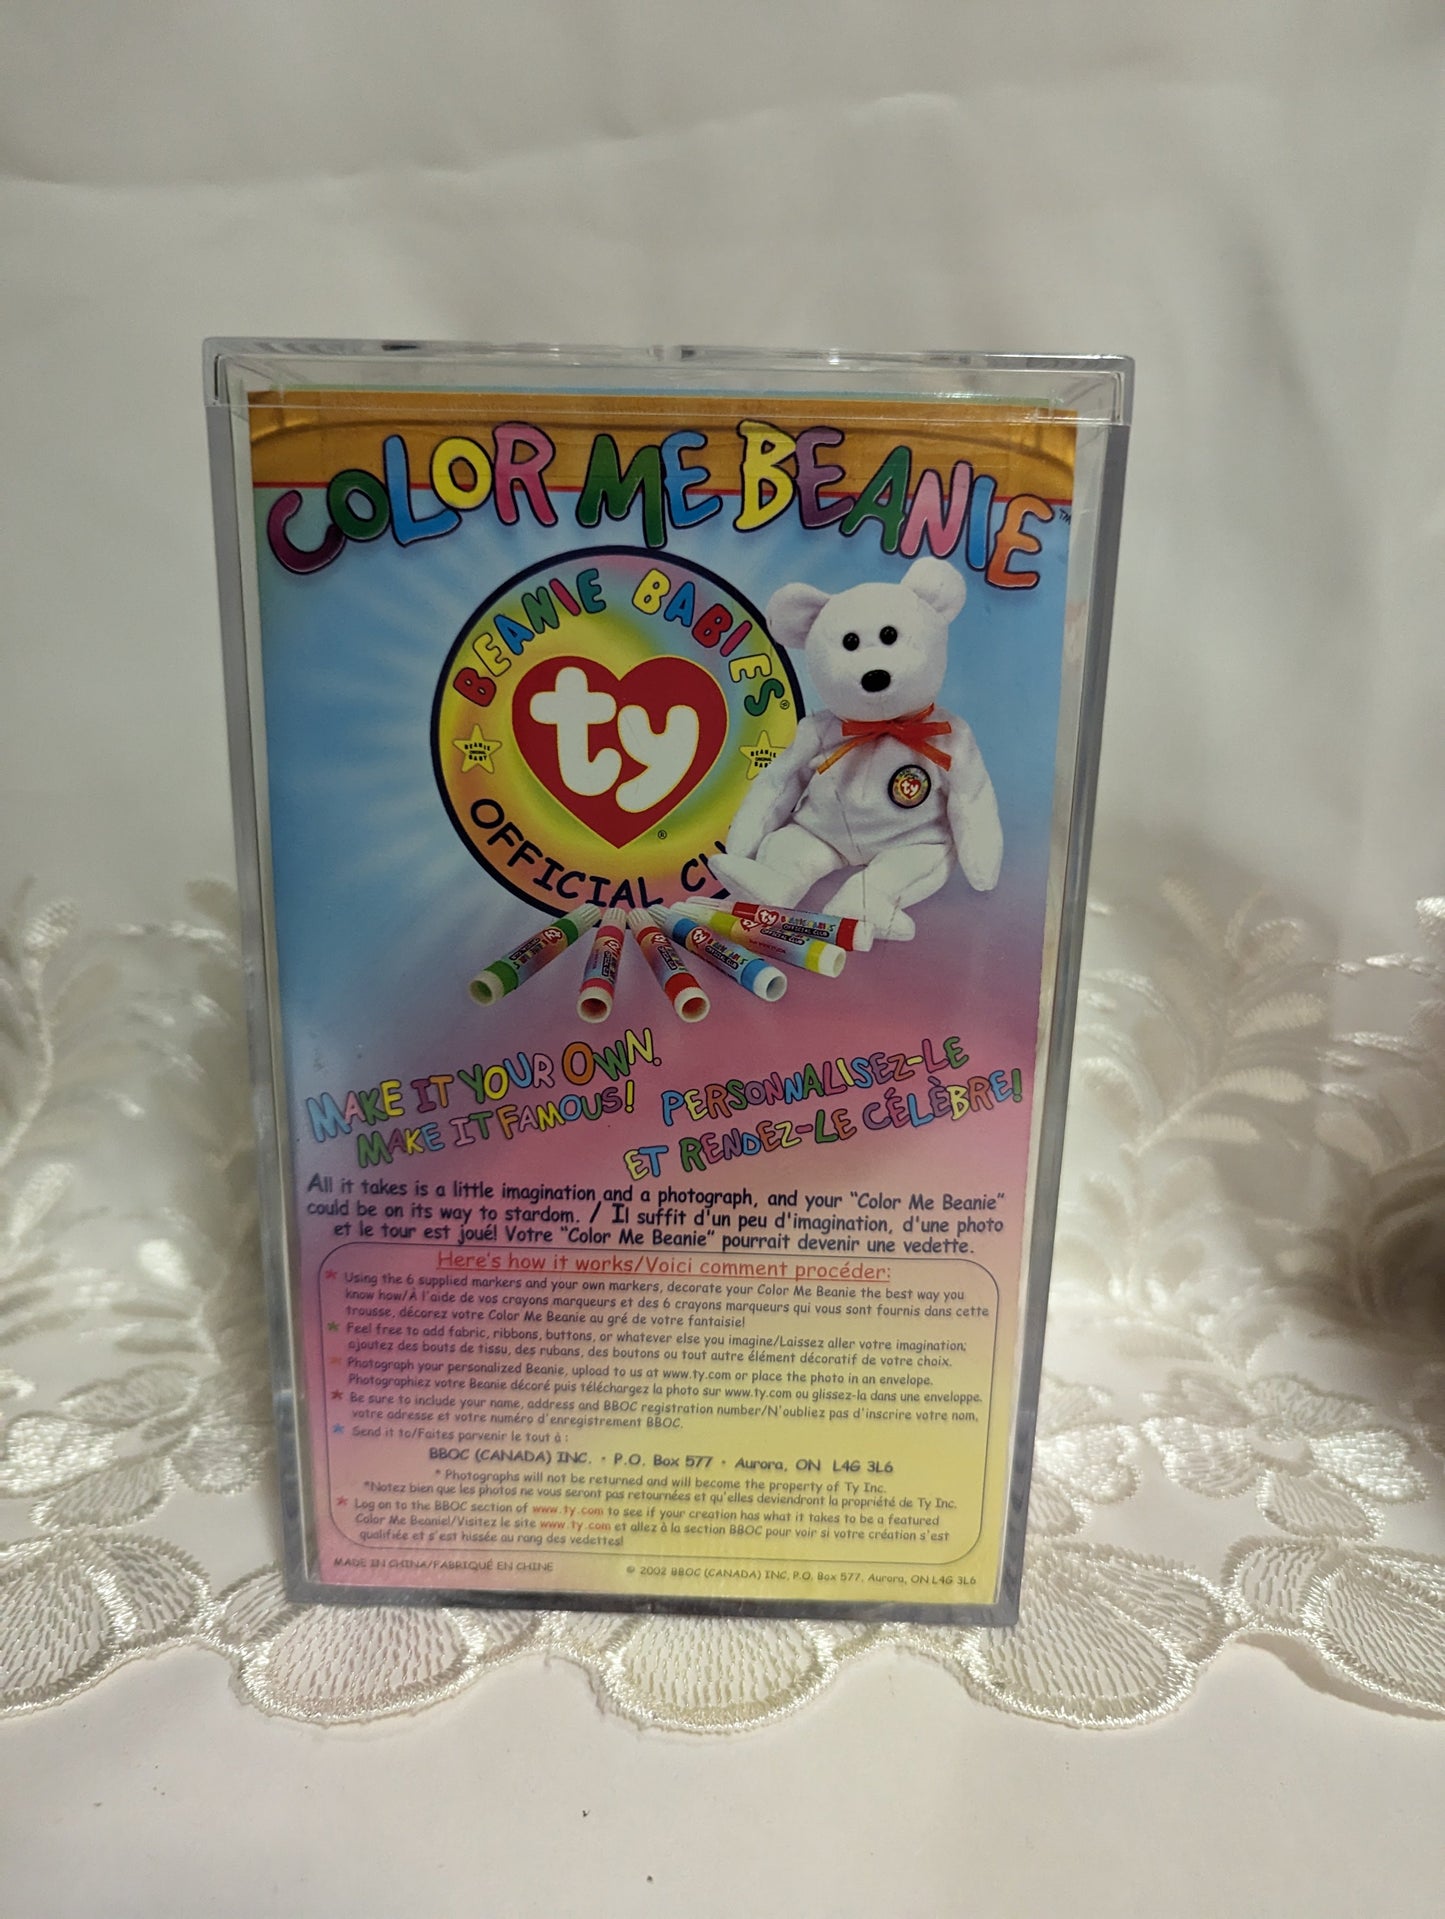 COLOR ME BEANIE™
BEANIE BABIES®
BEANIE ORIGINAL BABY
ty®
OFFICIAL
MAKE IT YOUR OWN.
MAKE IT FAMOUS!
PERSONNALISEZ-LE
ET RENDEZ-LE CÉLÈBRE!
All it takes is a little imagination and a photograph, and your "Color Me Beanie"
could be on its way to stardom. / Il suffit d'un peu d'imagination, d'une photo
et le tour est joué! Votre "Color Me Beanie" pourrait devenir une vedette.
Here's how it works/Voici comment procéder:
* Using the 6 supplied markers and your own markers, decorate your Color Me Beanie the best way you
know how/À l'aide de vos crayons marqueurs et des 6 crayons marqueurs qui vous sont fournis dans cette
trousse, décorez votre Color Me Beanie au gré de votre fantaisie!
* Feel free to add fabric, ribbons, buttons, or whatever else you imagine/Laissez aller votre imagination;
ajoutez des bouts de tissu, des rubans, des boutons ou tout autre élément décoratif de votre choix.
* Photograph your personalized Beanie, upload to us at www.ty.com or place the photo in an envelope.
Photographiez votre Beanie décoré puis téléchargez la photo sur www.ty.com ou glissez-la dans une enveloppe.
* Be sure to include your name, address and BBOC registration number/N'oubliez pas d'inscrire votre nom,
votre adresse et votre numéro d'enregistrement BBOC.
* Send it to/Faites parvenir le tout à :
BBOC (CANADA) INC. • P.O. Box 577 • Aurora, ON L4G 3L6
* Photographs will not be returned and will become the property of Ty Inc.
*Notez bien que les photos ne vous seront pas retournées et qu'elles deviendront la propriété de Ty Inc.
* Log on to the BBOC section of www.ty.com to see if your creation has what it takes to be a featured
Color Me Beanie!/Visitez le site www.ty.com et allez à la section BBOC pour voir si votre création s'est
qualifiée et s'est hissée au rang des vedettes!
MADE IN CHINA/FABRIQUÉ EN CHINE
© 2002 BBOC (CANADA) INC, P.O. Box 577, Aurora, ON L4G 3L6